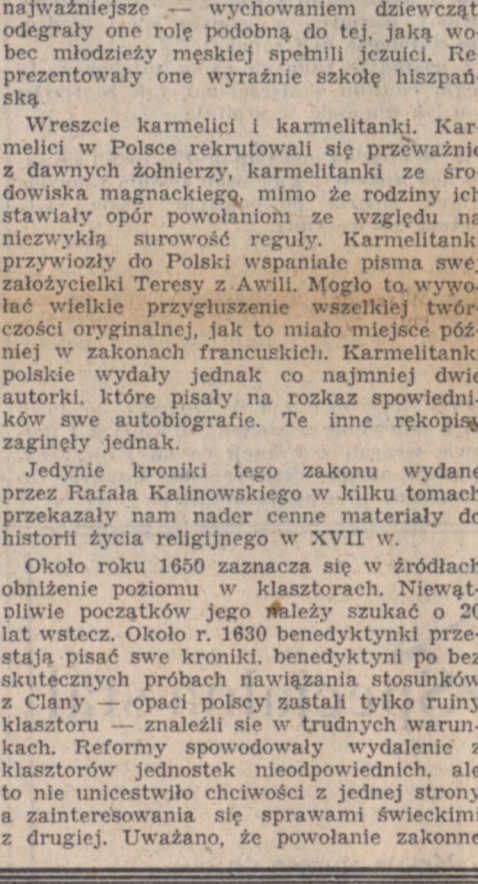 najważniejsze — wychowaniem dziewcząt
odegrały one rolę podobną do tej, jaką wo-
bec młodzieży męskiej spełnili jezuici. Re-
prezentowały one wyraźnie szkołę hiszpań-
ską
Wreszcie karmelici i karmelitanki. Kar-
melici w Polsce rekrutowali się przeważnie
z dawnych żołnierzy, karmelitanki ze śro-
dowiska magnackiego, mimo że rodziny ich
stawiały opór powołaniom ze względu na
niezwykłą surowość reguły. Karmelitanki
przywiozły do Polski wspaniałe pisma swej
założycielki Teresy z Awili. Mogło to wywo-
łać wielkie przygłuszenie wszelkiej twór-
czości oryginalnej, jak to miało miejsce póź-
niej w zakonach francuskich. Karmelitanki
polskie wydały jednak co najmniej dwie
autorki, które pisały na rozkaz spowiedni-
ków swe autobiografie. Te inne rękopisy
zaginęły jednak.
Jedynie kroniki tego zakonu wydane
przez Rafała Kalinowskiego w kilku tomach
przekazały nam nader cenne materiały do
historii życia religijnego w XVII w.
Około roku 1650 zaznacza się w źródłach
obniżenie poziomu w klasztorach. Niewąt-
pliwie początków jego należy szukać o 20
lat wstecz. Około r. 1630 benedyktynki prze-
stają pisać swe kroniki, benedyktyni po bez-
skutecznych próbach nawiązania stosunków
z Clany — opaci polscy zastali tylko ruiny
klasztoru — znaleźli sie w trudnych warun-
kach. Reformy spowodowały wydalenie z
klasztorów jednostek nieodpowiednich, ale
to nie unicestwiło chciwości z jednej strony
a zainteresowania się sprawami świeckimi
z drugiej. Uważano, że powołanie zakonne